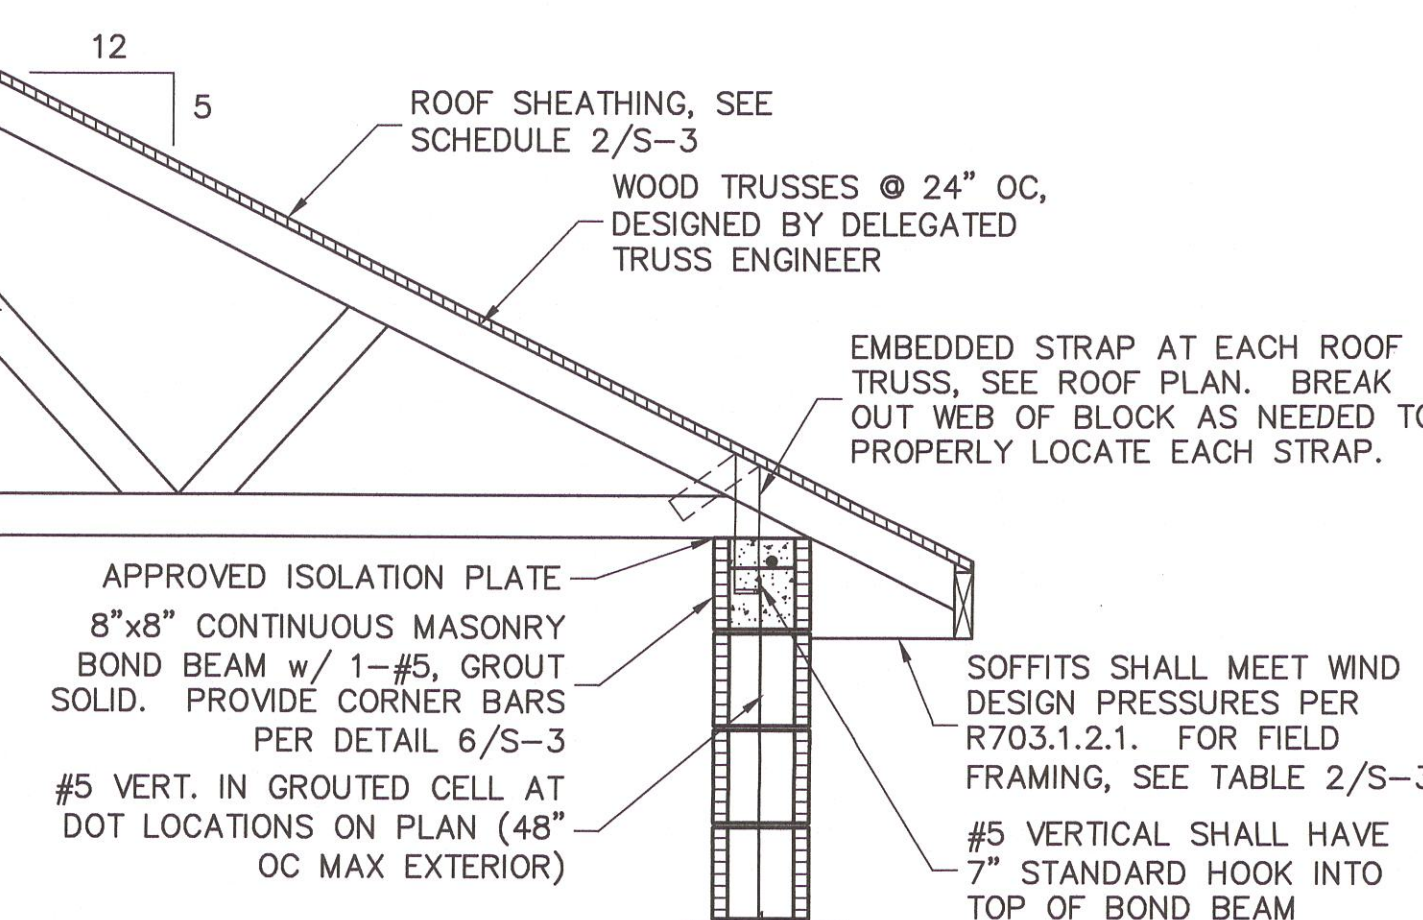 12
5
ROOF SHEATHING, SEE
SCHEDULE 2/S-3
WOOD TRUSSES @ 24" OC,
DESIGNED BY DELEGATED
TRUSS ENGINEER
EMBEDDED STRAP AT EACH ROOF
TRUSS, SEE ROOF PLAN. BREAK
OUT WEB OF BLOCK AS NEEDED TO
PROPERLY LOCATE EACH STRAP.
APPROVED ISOLATION PLATE
8"x8" CONTINUOUS MASONRY
BOND BEAM w/ 1-#5, GROUT
SOLID. PROVIDE CORNER BARS
PER DETAIL 6/S-3
#5 VERT. IN GROUTED CELL AT
DOT LOCATIONS ON PLAN (48"
OC MAX EXTERIOR)
SOFFITS SHALL MEET WIND
DESIGN PRESSURES PER
R703.1.2.1. FOR FIELD
FRAMING, SEE TABLE 2/S-3
#5 VERTICAL SHALL HAVE
7" STANDARD HOOK INTO
TOP OF BOND BEAM